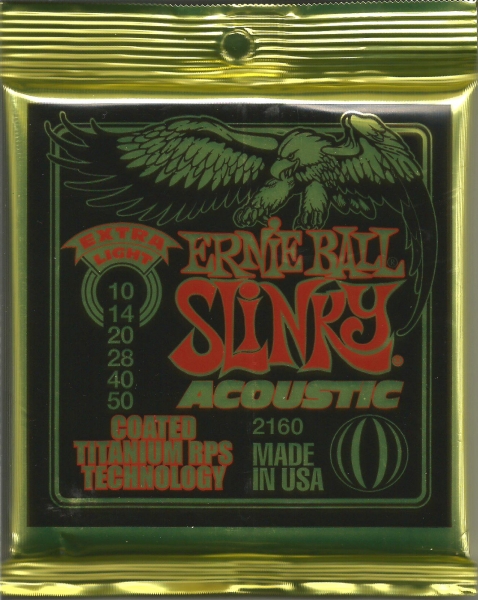 EXTRA
LIGHT
10
14
20
28
40
50
ERNIE BALL
SLINKY®
ACOUSTIC
COATED
TITANIUM RPS
TECHNOLOGY
2160
MADE
IN USA